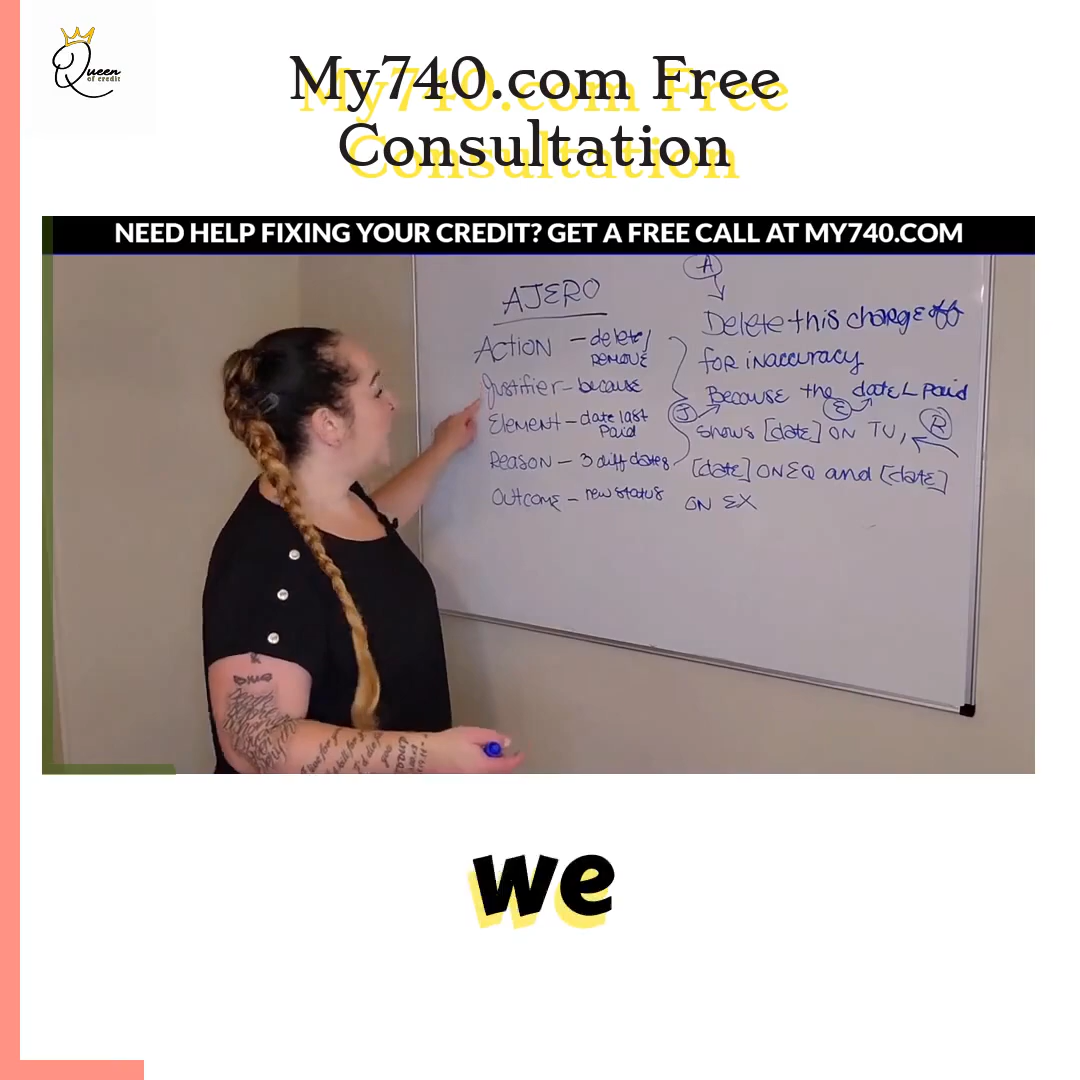 Queen
of credit
My740.com Free
Consultation
NEED HELP FIXING YOUR CREDIT? GET A FREE CALL AT MY740.COM
AJERO
Action - delete/
REMOVE
Justifier - because
Element - date last
Paid
Reason - 3 diff dates
Outcome - new status
A
Delete this charge off
for inaccuracy
Because the date L paid
E
J
R
shows [date] ON TU,
[date] ON EQ and [date]
ON EX
we